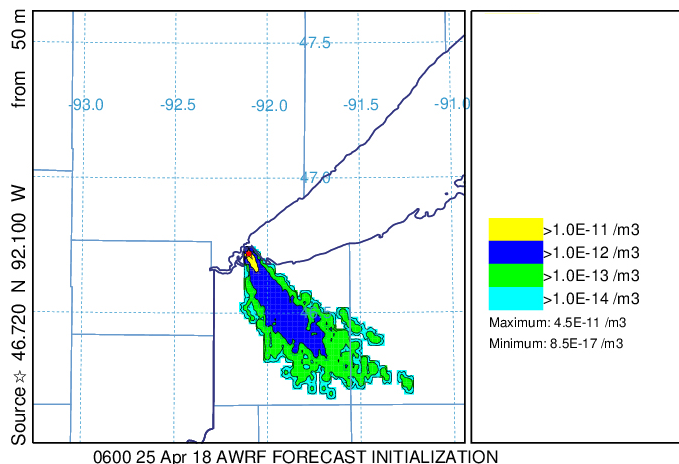 Source ☆ 46.720 N 92.100 W from 50 m
47.5
-93.0 -92.5 -92.0 -91.5 -91.0
47.0
>1.0E-11 /m3
>1.0E-12 /m3
>1.0E-13 /m3
>1.0E-14 /m3
Maximum: 4.5E-11 /m3
Minimum: 8.5E-17 /m3
0600 25 Apr 18 AWRF FORECAST INITIALIZATION